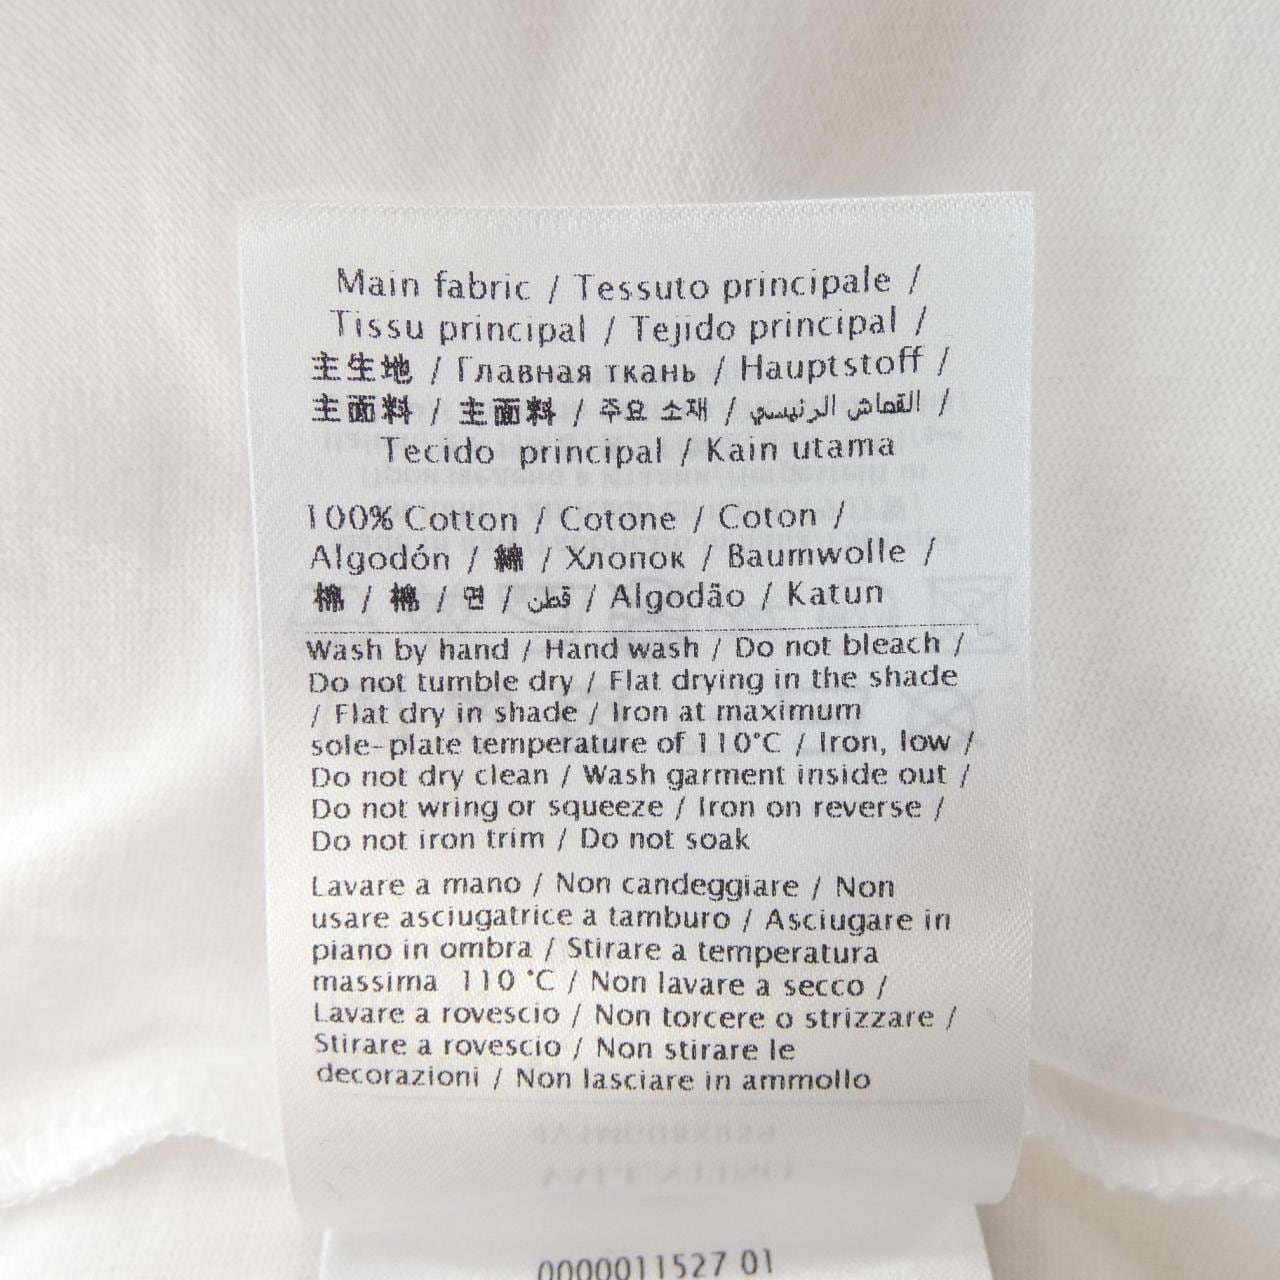 Main fabric / Tessuto principale /
Tissu principal / Tejido principal /
主生地 / Главная ткань / Hauptstoff /
主面料 / 主面料 / 주요 소재 / القماش الرئيسي /
Tecido principal / Kain utama
100% Cotton / Cotone / Coton /
Algodón / 綿 / Хлопок / Baumwolle /
棉 / 棉 / 면 / قطن / Algodão / Katun
Wash by hand / Hand wash / Do not bleach /
Do not tumble dry / Flat drying in the shade
/ Flat dry in shade / Iron at maximum
sole-plate temperature of 110°C / Iron, low /
Do not dry clean / Wash garment inside out /
Do not wring or squeeze / Iron on reverse /
Do not iron trim / Do not soak
Lavare a mano / Non candeggiare / Non
usare asciugatrice a tamburo / Asciugare in
piano in ombra / Stirare a temperatura
massima 110 °C / Non lavare a secco /
Lavare a rovescio / Non torcere o strizzare /
Stirare a rovescio / Non stirare le
decorazioni / Non lasciare in ammollo
0000011527 01